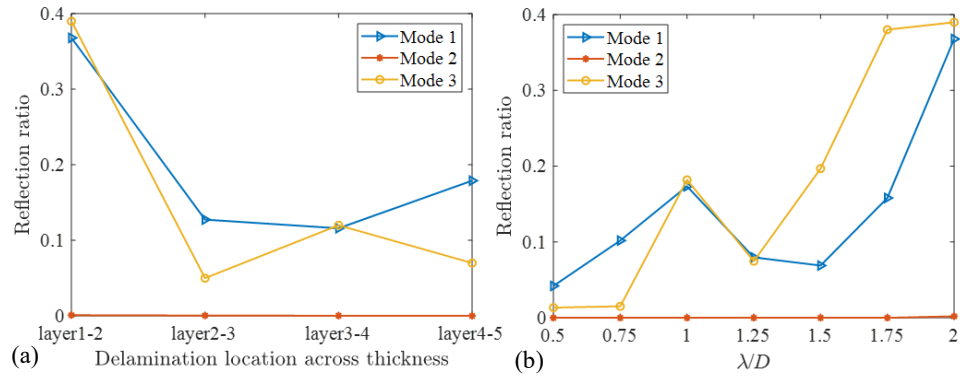 0.4
0.3
0.2
0.1
0
Reflection ratio
Mode 1
Mode 2
Mode 3
layer1-2 layer2-3 layer3-4 layer4-5
(a) Delamination location across thickness
0.4
0.3
0.2
0.1
0
Reflection ratio
Mode 1
Mode 2
Mode 3
0.5 0.75 1 1.25 1.5 1.75 2
(b) λ/D